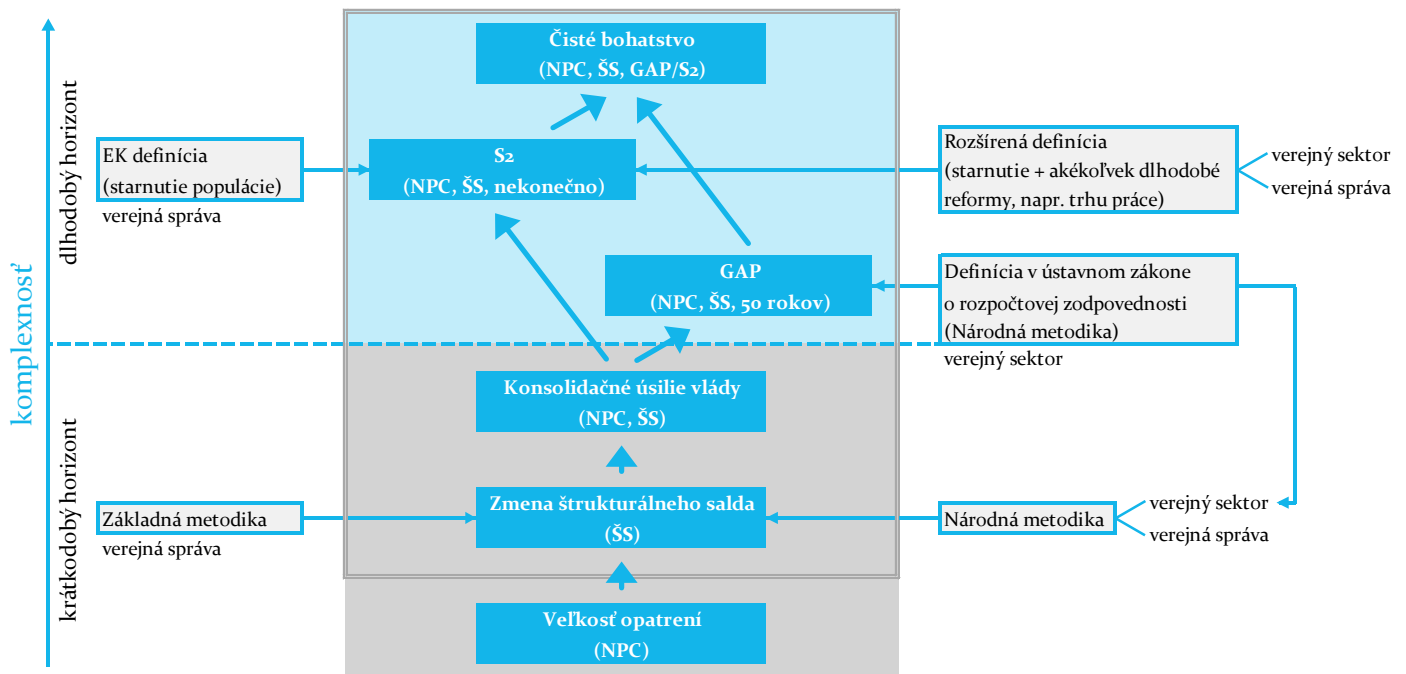 Čisté bohatstvo
(NPC, ŠS, GAP/S2)
dlhodobý horizont
EK definícia
(starnutie populácie)
verejná správa
S2
(NPC, ŠS, nekonečno)
Rozšírená definícia
(starnutie + akékoľvek dlhodobé
reformy, napr. trhu práce)
verejný sektor
verejná správa
GAP
(NPC, ŠS, 50 rokov)
Definícia v ústavnom zákone
o rozpočtovej zodpovednosti
(Národná metodika)
verejný sektor
komplexnosť
Konsolidačné úsilie vlády
(NPC, ŠS)
krátkodobý horizont
Základná metodika
verejná správa
Zmena štrukturálneho salda
(ŠS)
Národná metodika
verejný sektor
verejná správa
Veľkosť opatrení
(NPC)